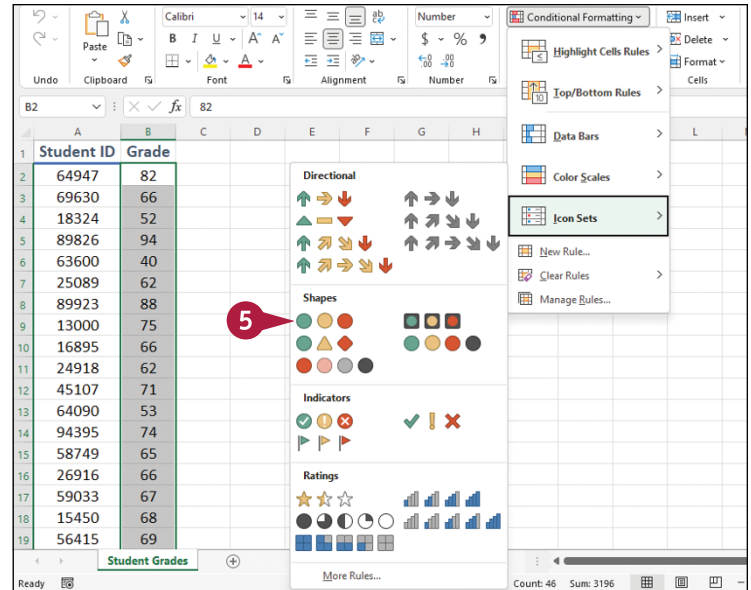 Calibri 14 ab Number Conditional Formatting Insert
Paste B I U A A $ % 9 Delete
Format
Undo Clipboard Font Alignment Number Cells
B2 fx 82
A B C D E F G H L
1 Student ID Grade
2 64947 82
3 69630 66
4 18324 52
5 89826 94
6 63600 40
7 25089 62
8 89923 88
9 13000 75
10 16895 66
11 24918 62
12 45107 71
13 64090 53
14 94395 74
15 58749 65
16 26916 66
17 59033 67
18 15450 68
19 56415 69
Highlight Cells Rules
Top/Bottom Rules
Data Bars
Color Scales
Icon Sets
New Rule...
Clear Rules
Manage Rules...
Directional
Shapes
5
Indicators
Ratings
More Rules...
Student Grades
Ready Count: 46 Sum: 3196